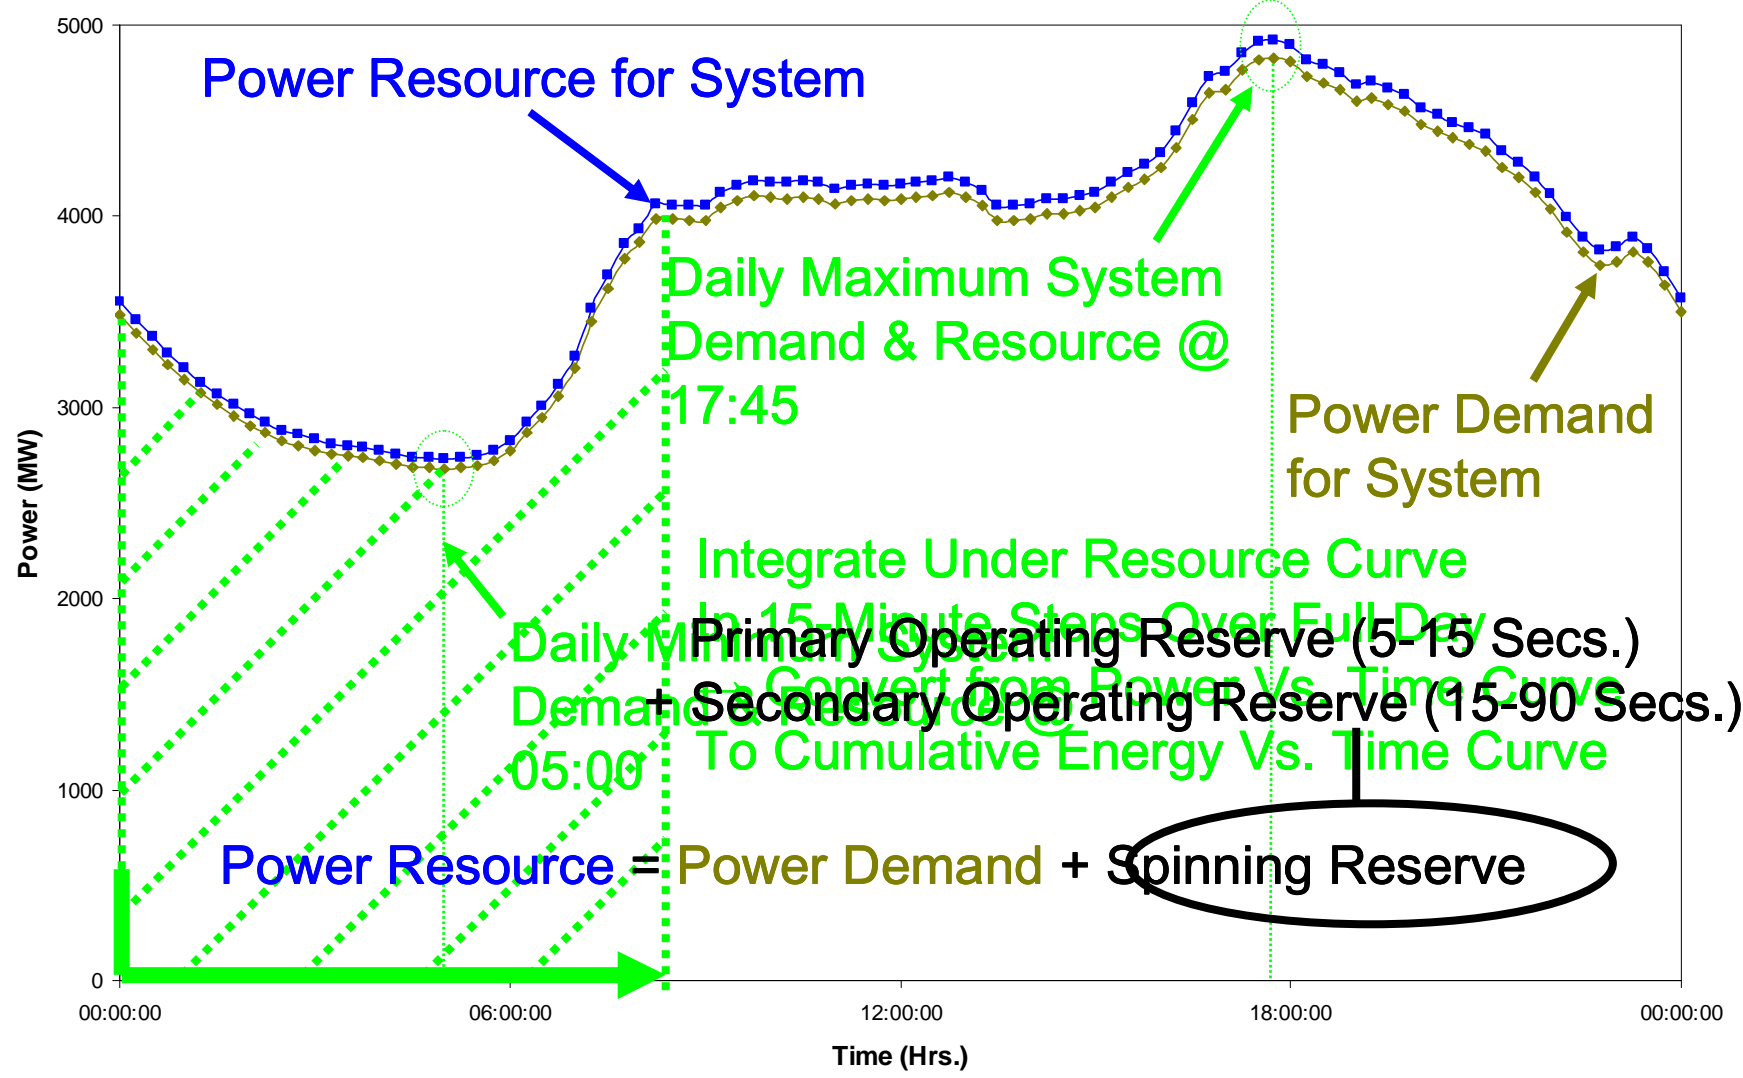 5000
4000
3000
2000
1000
0
Power (MW)
Power Resource for System
Daily Maximum System
Demand & Resource @
17:45
Power Demand
for System
Integrate Under Resource Curve
In 15-Minute Steps Over Full Day
Convert from Power Vs. Time Curve
To Cumulative Energy Vs. Time Curve
Daily Minimum System
Demand & Resource @
05:00
Primary Operating Reserve (5-15 Secs.)
+ Secondary Operating Reserve (15-90 Secs.)
Power Resource = Power Demand + Spinning Reserve
00:00:00 06:00:00 12:00:00 18:00:00 00:00:00
Time (Hrs.)